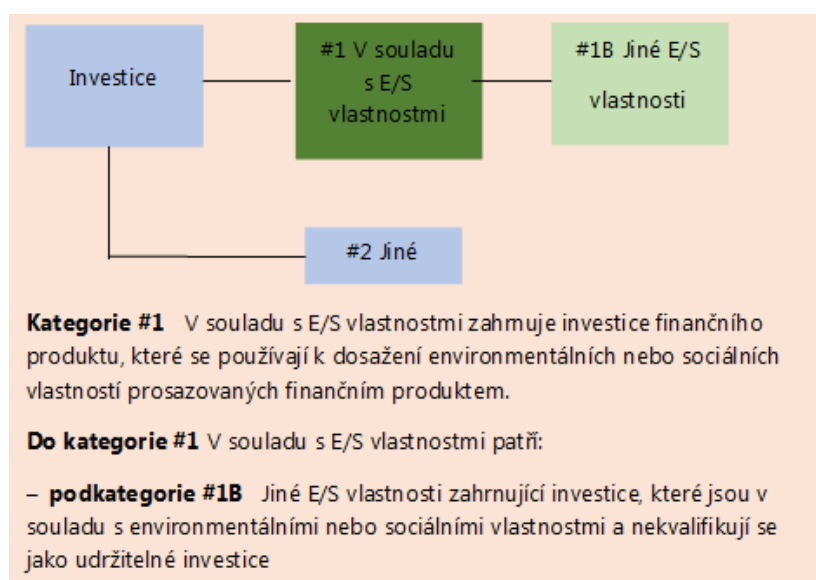 Investice
#1 V souladu
s E/S
vlastnostmi
#1B Jiné E/S
vlastnosti
#2 Jiné
Kategorie #1 V souladu s E/S vlastnostmi zahrnuje investice finančního
produktu, které se používají k dosažení environmentálních nebo sociálních
vlastností prosazovaných finančním produktem.
Do kategorie #1 V souladu s E/S vlastnostmi patří:
– podkategorie #1B Jiné E/S vlastnosti zahrnující investice, které jsou v
souladu s environmentálními nebo sociálními vlastnostmi a nekvalifikují se
jako udržitelné investice